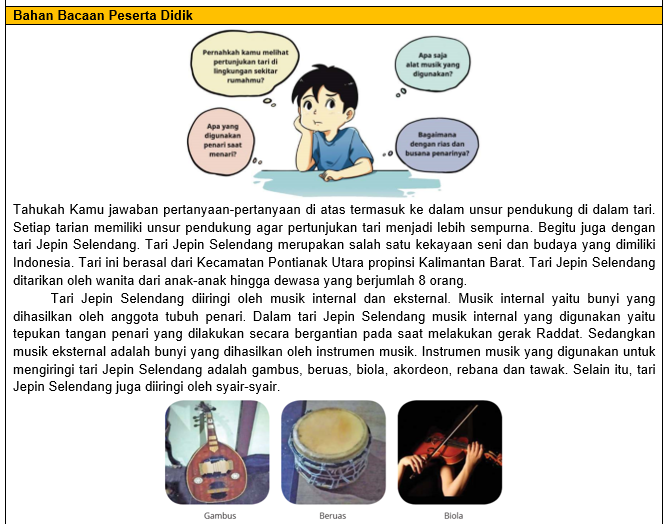 Bahan Bacaan Peserta Didik
Pernahkah kamu melihat
pertunjukan tari di
lingkungan sekitar
rumahmu?
Apa saja
alat musik yang
digunakan?
Apa yang
digunakan
penari saat
menari?
Bagaimana
dengan rias dan
busana penarinya?
Tahukah Kamu jawaban pertanyaan-pertanyaan di atas termasuk ke dalam unsur pendukung di dalam tari.
Setiap tarian memiliki unsur pendukung agar pertunjukan tari menjadi lebih sempurna. Begitu juga dengan
tari Jepin Selendang. Tari Jepin Selendang merupakan salah satu kekayaan seni dan budaya yang dimiliki
Indonesia. Tari ini berasal dari Kecamatan Pontianak Utara propinsi Kalimantan Barat. Tari Jepin Selendang
ditarikan oleh wanita dari anak-anak hingga dewasa yang berjumlah 8 orang.
Tari Jepin Selendang diiringi oleh musik internal dan eksternal. Musik internal yaitu bunyi yang
dihasilkan oleh anggota tubuh penari. Dalam tari Jepin Selendang musik internal yang digunakan yaitu
tepukan tangan penari yang dilakukan secara bergantian pada saat melakukan gerak Raddat. Sedangkan
musik eksternal adalah bunyi yang dihasilkan oleh instrumen musik. Instrumen musik yang digunakan untuk
mengiringi tari Jepin Selendang adalah gambus, beruas, biola, akordeon, rebana dan tawak. Selain itu, tari
Jepin Selendang juga diiringi oleh syair-syair.
Gambus
Beruas
Biola